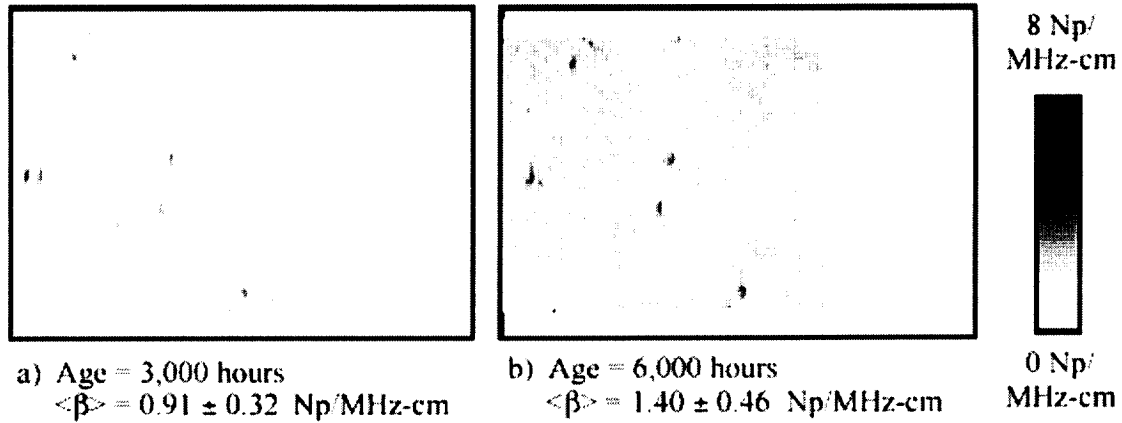 8 Np/
MHz-cm
0 Np/
MHz-cm
a) Age = 3,000 hours
<β> = 0.91 ± 0.32 Np/MHz-cm
b) Age = 6,000 hours
<β> = 1.40 ± 0.46 Np/MHz-cm